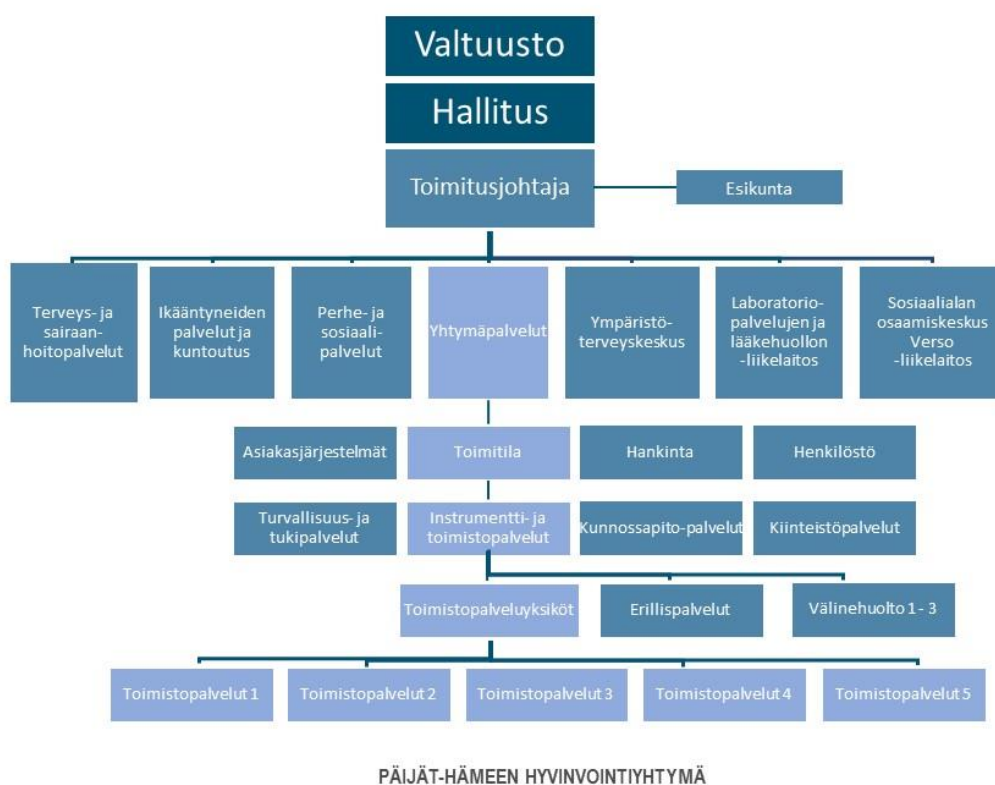 Valtuusto
Hallitus
Toimitusjohtaja
Esikunta
Terveys- ja
sairaan-
hoitopalvelut
Ikääntyneiden
palvelut ja
kuntoutus
Perhe- ja
sosiaali-
palvelut
Yhtymäpalvelut
Ympäristö-
terveyskeskus
Laboratorio-
palvelujen ja
lääkehuollon
-liikelaitos
Sosiaalialan
osaamiskeskus
Verso
-liikelaitos
Asiakasjärjestelmät
Toimitila
Hankinta
Henkilöstö
Turvallisuus- ja
tukipalvelut
Instrumentti- ja
toimistopalvelut
Kunnossapito-palvelut
Kiinteistöpalvelut
Toimistopalveluyksiköt
Erillispalvelut
Välinehuolto 1 - 3
Toimistopalvelut 1
Toimistopalvelut 2
Toimistopalvelut 3
Toimistopalvelut 4
Toimistopalvelut 5
PÄIJÄT-HÄMEEN HYVINVOINTIYHTYMÄ